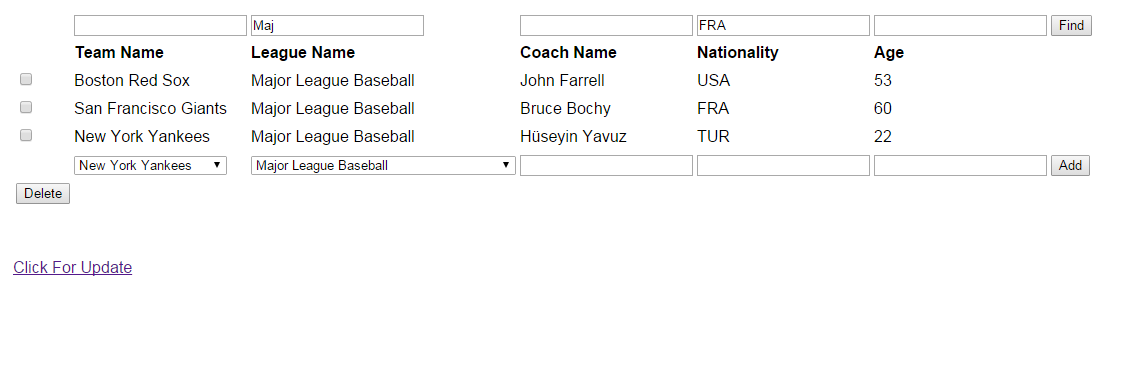 Maj FRA Find
Team Name League Name Coach Name Nationality Age
Boston Red Sox Major League Baseball John Farrell USA 53
San Francisco Giants Major League Baseball Bruce Bochy FRA 60
New York Yankees Major League Baseball Hüseyin Yavuz TUR 22
New York Yankees Major League Baseball Add
Delete
Click For Update